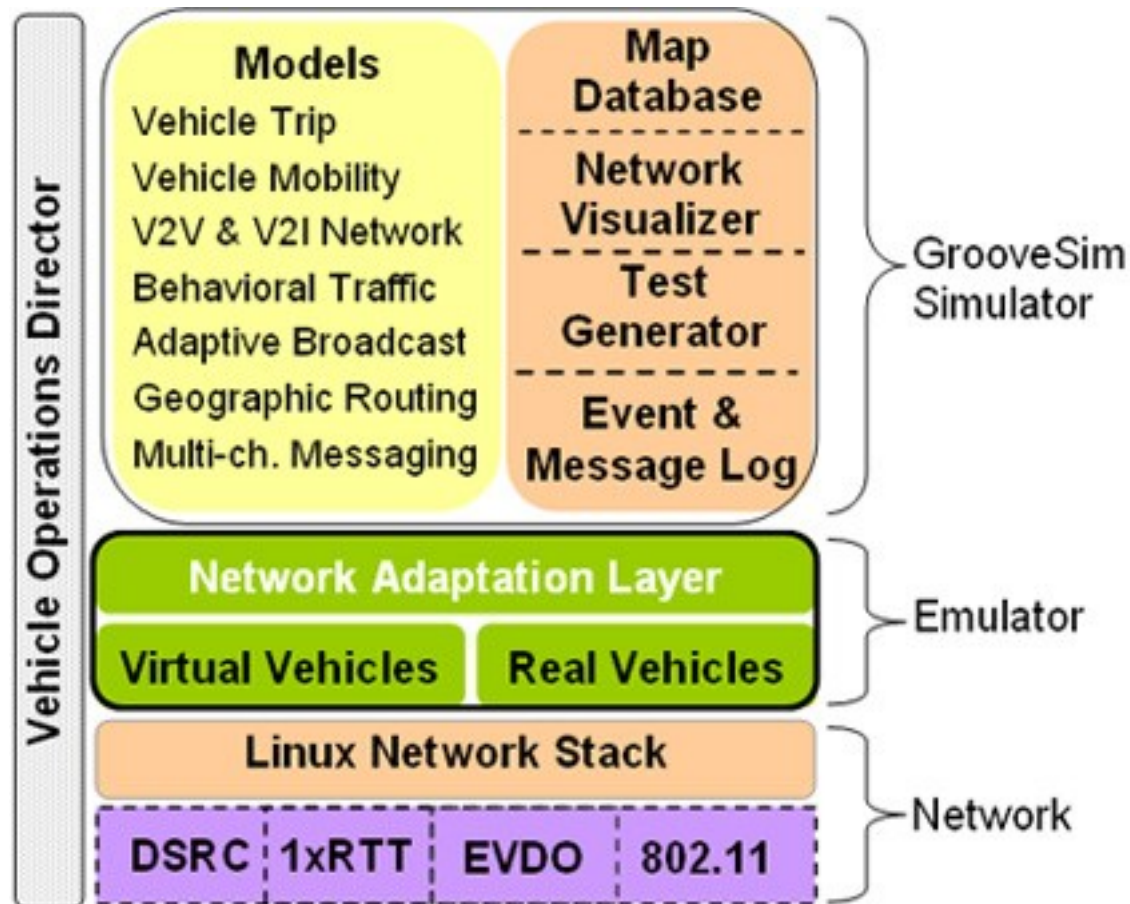 Vehicle Operations Director
Models
Vehicle Trip
Vehicle Mobility
V2V & V2I Network
Behavioral Traffic
Adaptive Broadcast
Geographic Routing
Multi-ch. Messaging
Map
Database
Network
Visualizer
Test
Generator
Event &
Message Log
GrooveSim
Simulator
Network Adaptation Layer
Virtual Vehicles
Real Vehicles
Emulator
Linux Network Stack
DSRC
1xRTT
EVDO
802.11
Network